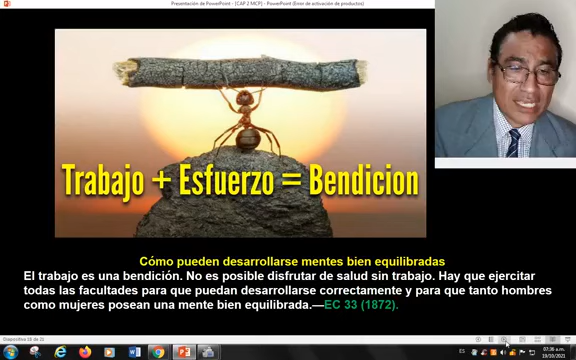 Presentación de PowerPoint - [CAP 2 MCP] - PowerPoint (Error de activación de productos)
Trabajo + Esfuerzo = Bendicion
Cómo pueden desarrollarse mentes bien equilibradas
El trabajo es una bendición. No es posible disfrutar de salud sin trabajo. Hay que ejercitar
todas las facultades para que puedan desarrollarse correctamente y para que tanto hombres
como mujeres posean una mente bien equilibrada.—EC 33 (1872).
07:36 a.m.
19/10/2021